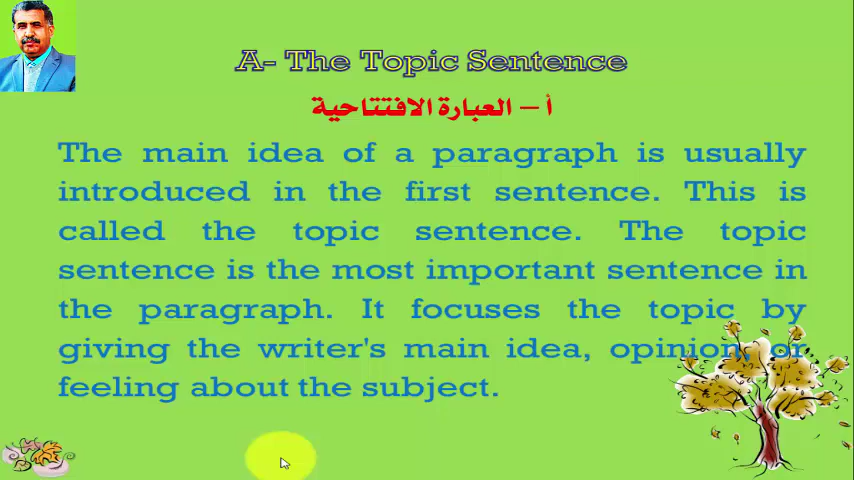 A- The Topic Sentence
أ – العبارة الافتتاحية
The main idea of a paragraph is usually
introduced in the first sentence. This is
called the topic sentence. The topic
sentence is the most important sentence in
the paragraph. It focuses the topic by
giving the writer's main idea, opinion, or
feeling about the subject.